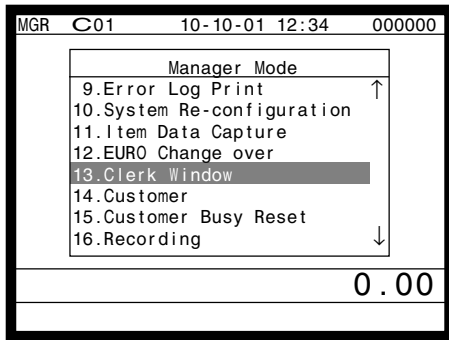 MGR C01 10-10-01 12:34 000000
Manager Mode
9.Error Log Print ↑
10.System Re-configuration
11.Item Data Capture
12.EURO Change over
13.Clerk Window
14.Customer
15.Customer Busy Reset
16.Recording ↓
0.00